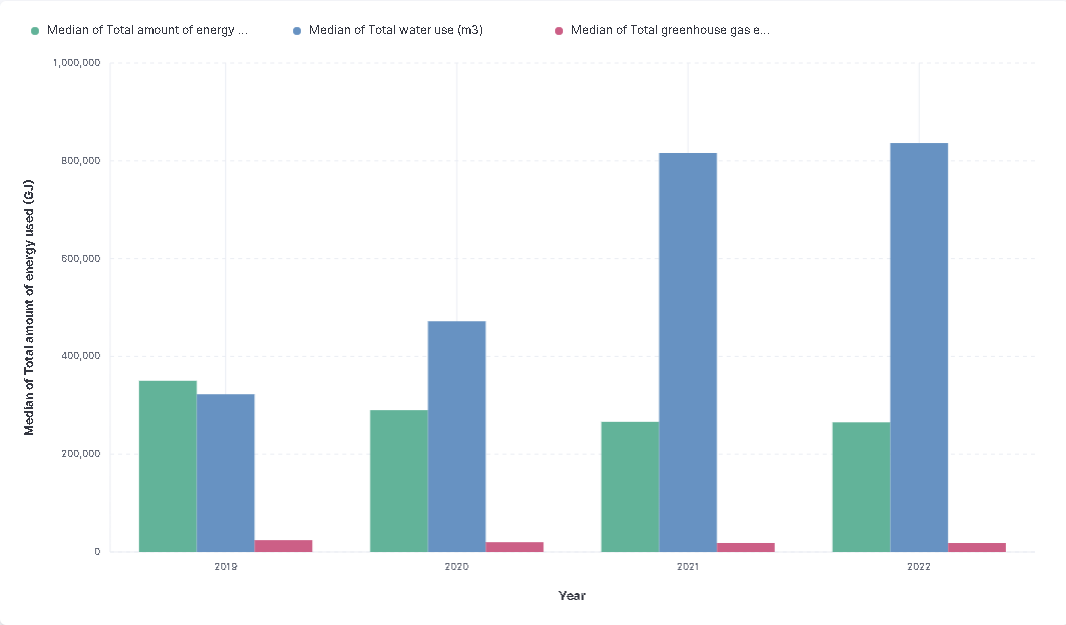 Median of Total amount of energy ...
Median of Total water use (m3)
Median of Total greenhouse gas e...
1,000,000
800,000
600,000
400,000
200,000
0
Median of Total amount of energy used (GJ)
2019
2020
2021
2022
Year